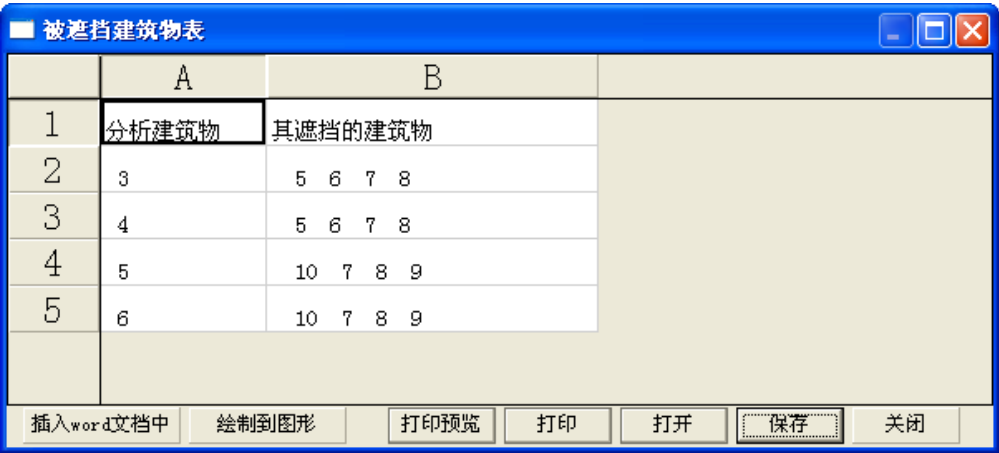 被遮挡建筑物表
A B
1 分析建筑物 其遮挡的建筑物
2 3 5 6 7 8
3 4 5 6 7 8
4 5 10 7 8 9
5 6 10 7 8 9
插入word文档中 绘制到图形 打印预览 打印 打开 保存 关闭